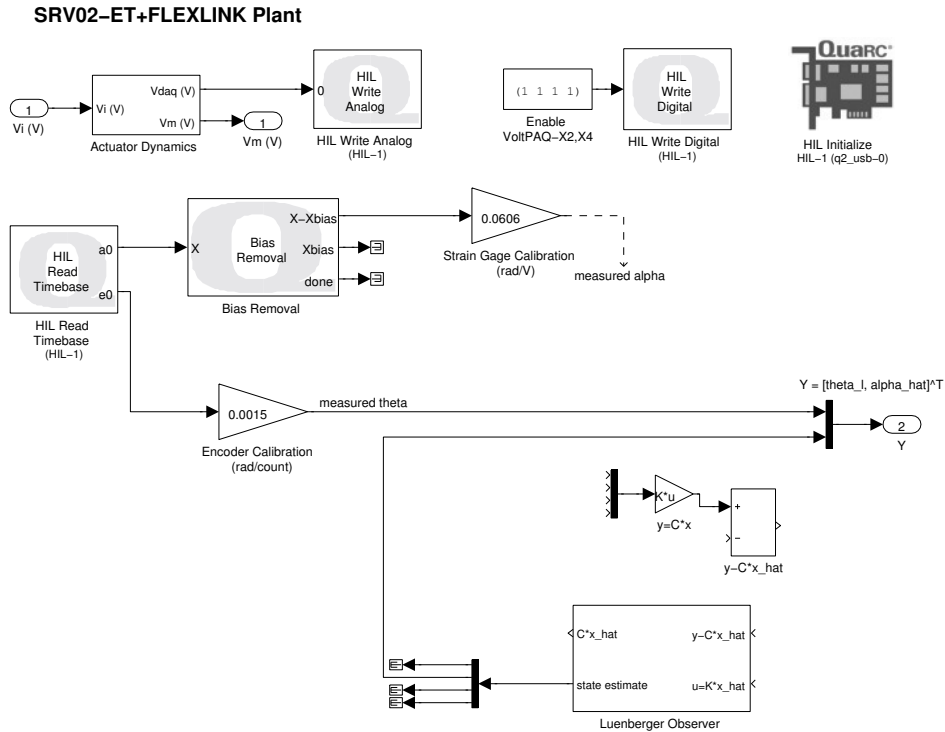 SRV02−ET+FLEXLINK Plant
1
Vi (V)
Vi (V)
Vdaq (V)
Vm (V)
Actuator Dynamics
1
Vm (V)
0
HIL
Write
Analog
HIL Write Analog
(HIL−1)
(1 1 1 1)
Enable
VoltPAQ−X2,X4
HIL
Write
Digital
HIL Write Digital
(HIL−1)
QUARC
HIL Initialize
HIL−1 (q2_usb−0)
HIL
Read
Timebase
a0
e0
HIL Read
Timebase
(HIL−1)
X
Bias
Removal
X−Xbias
Xbias
done
Bias Removal
0.0606
Strain Gage Calibration
(rad/V)
measured alpha
0.0015
Encoder Calibration
(rad/count)
measured theta
Y = [theta_l, alpha_hat]^T
2
Y
K*u
y=C*x
+
−
y−C*x_hat
C*x_hat
y−C*x_hat
state estimate
u=K*x_hat
Luenberger Observer